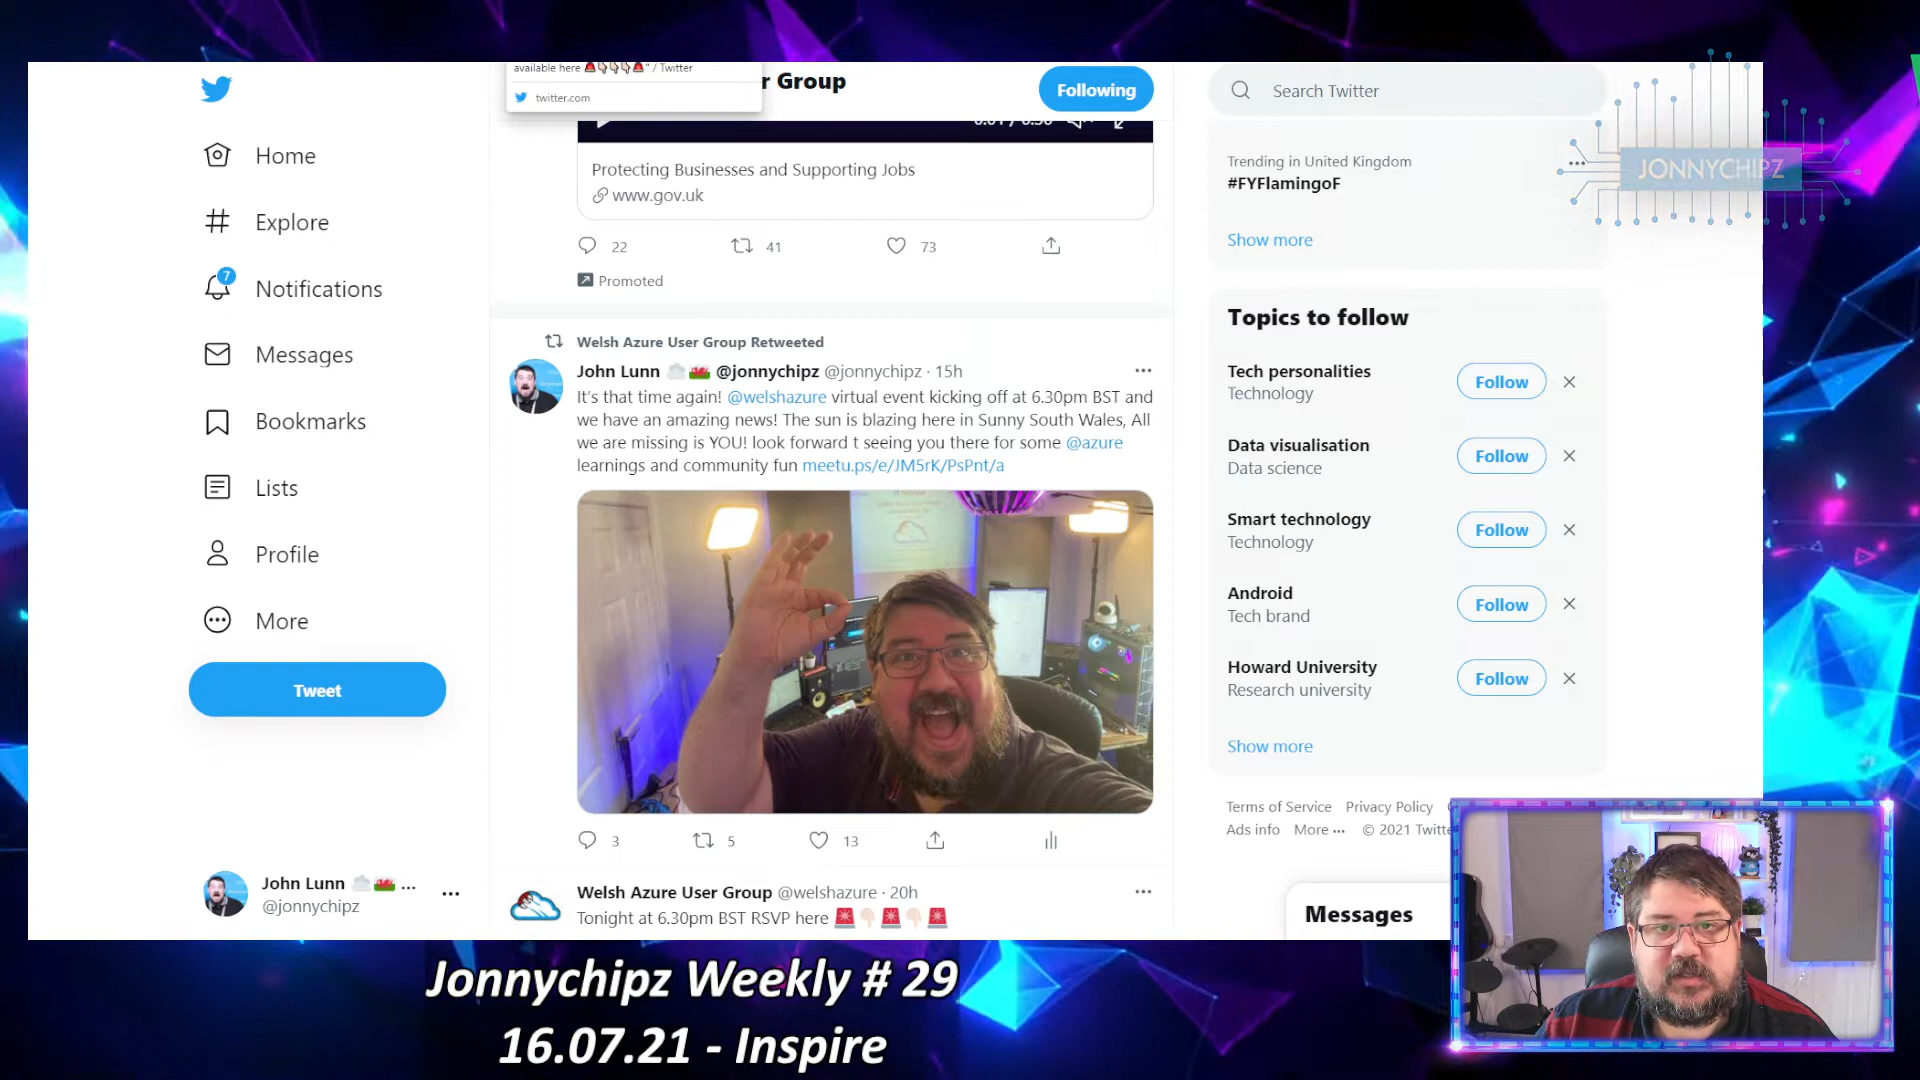 available here 🚨👇🏻👇🏻👇🏻🚨" / Twitter
twitter.com
r Group
Following
Search Twitter
Home
Explore
7
Notifications
Messages
Bookmarks
Lists
Profile
More
Tweet
John Lunn ☁️🏴󠁧󠁢󠁷󠁬󠁳󠁿 ...
@jonnychipz
Protecting Businesses and Supporting Jobs
www.gov.uk
22 41 73
Promoted
Welsh Azure User Group Retweeted
John Lunn ☁️🏴󠁧󠁢󠁷󠁬󠁳󠁿 @jonnychipz @jonnychipz · 15h
It's that time again! @welshazure virtual event kicking off at 6.30pm BST and
we have an amazing news! The sun is blazing here in Sunny South Wales, All
we are missing is YOU! look forward t seeing you there for some @azure
learnings and community fun meetu.ps/e/JM5rK/PsPnt/a
3 5 13
Welsh Azure User Group @welshazure · 20h
Tonight at 6.30pm BST RSVP here 🚨👇🏻🚨👇🏻🚨
Trending in United Kingdom
#FYFlamingoF
Show more
JONNYCHIPZ
Topics to follow
Tech personalities
Technology
Follow
Data visualisation
Data science
Follow
Smart technology
Technology
Follow
Android
Tech brand
Follow
Howard University
Research university
Follow
Show more
Terms of Service Privacy Policy
Ads info More ··· © 2021
Messages
Jonnychipz Weekly # 29
16.07.21 - Inspire